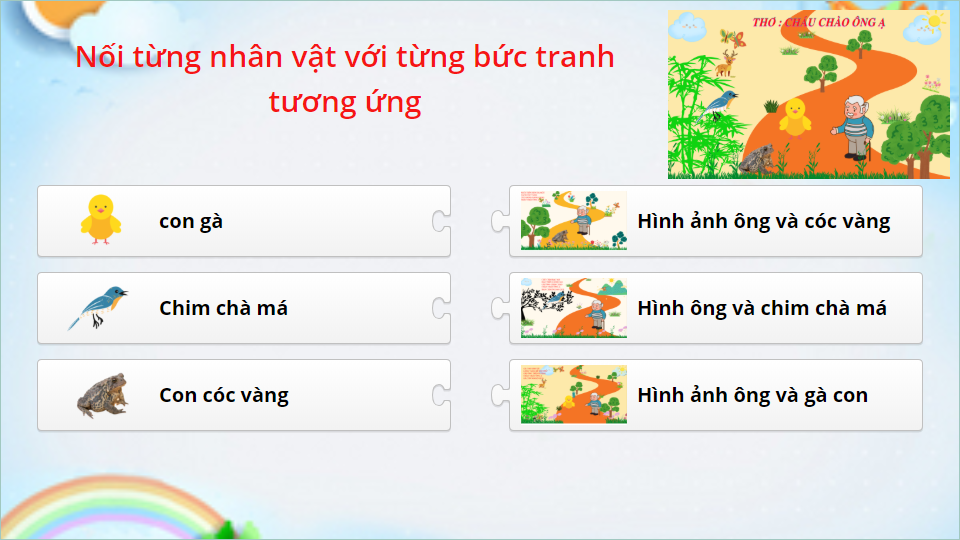 Nối từng nhân vật với từng bức tranh
tương ứng
THƠ : CHÁU CHÀO ÔNG Ạ
con gà
Hình ảnh ông và cóc vàng
Chim chà má
Hình ông và chim chà má
Con cóc vàng
Hình ảnh ông và gà con